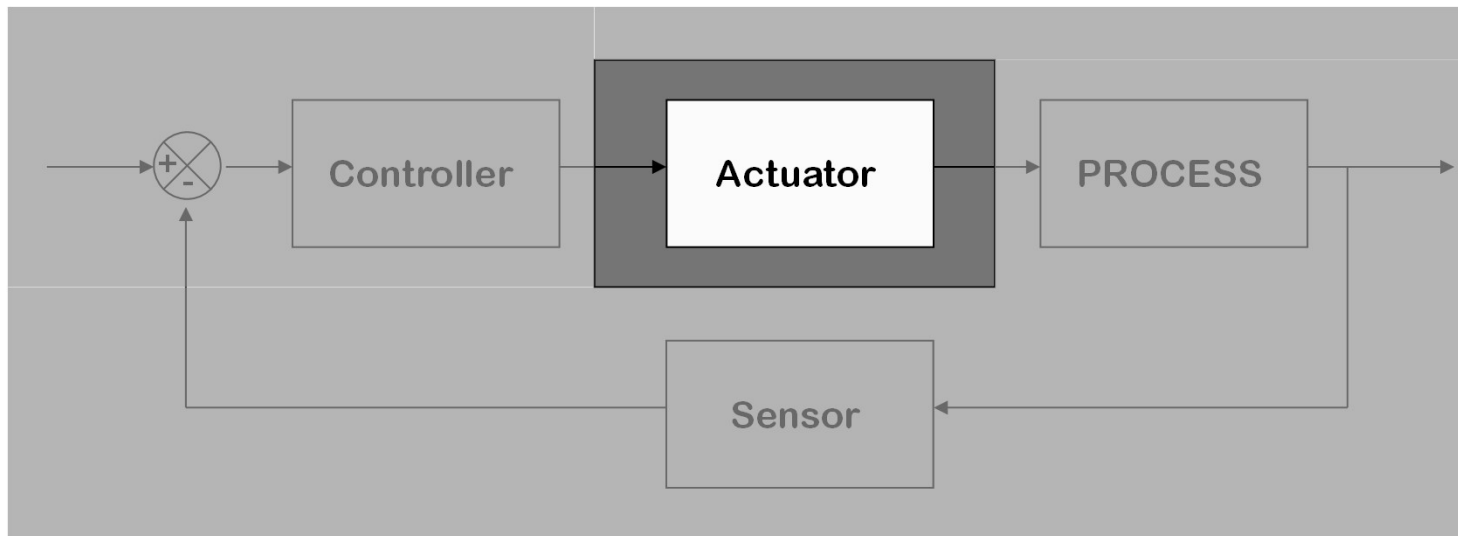 +
-
Controller
Actuator
PROCESS
Sensor